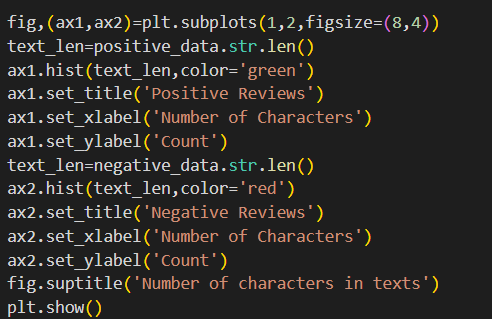 fig,(ax1,ax2)=plt.subplots(1,2,figsize=(8,4))
text_len=positive_data.str.len()
ax1.hist(text_len,color='green')
ax1.set_title('Positive Reviews')
ax1.set_xlabel('Number of Characters')
ax1.set_ylabel('Count')
text_len=negative_data.str.len()
ax2.hist(text_len,color='red')
ax2.set_title('Negative Reviews')
ax2.set_xlabel('Number of Characters')
ax2.set_ylabel('Count')
fig.suptitle('Number of characters in texts')
plt.show()